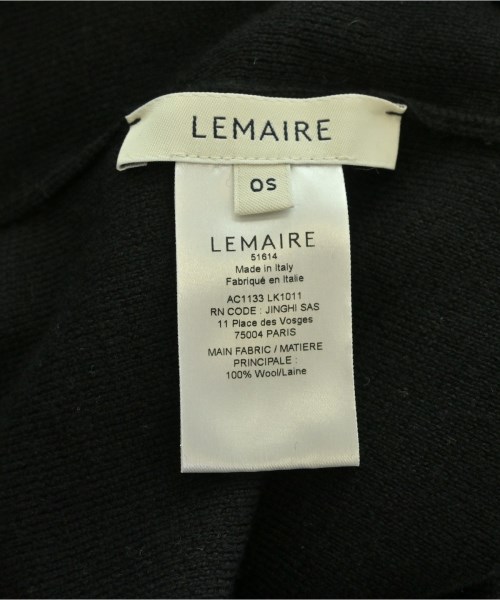 LEMAIRE
OS
LEMAIRE
51614
Made in Italy
Fabriqué en Italie
AC1133 LK1011
RN CODE : JINGHI SAS
11 Place des Vosges
75004 PARIS
MAIN FABRIC / MATIERE
PRINCIPALE :
100% Wool/Laine